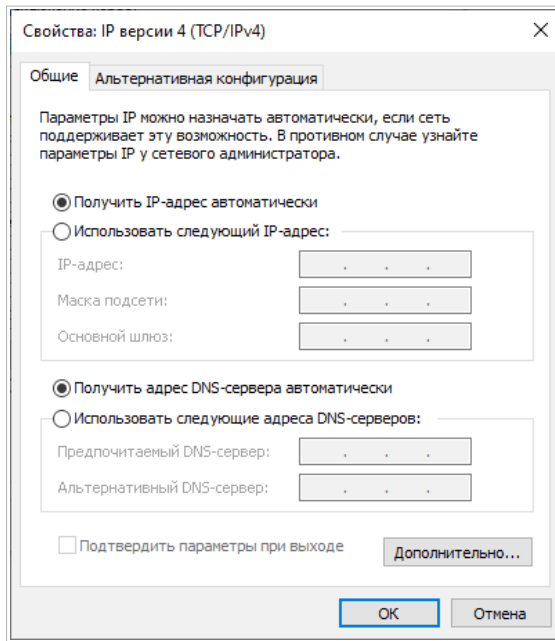 Свойства: IP версии 4 (TCP/IPv4)
Общие
Альтернативная конфигурация
Параметры IP можно назначать автоматически, если сеть
поддерживает эту возможность. В противном случае узнайте
параметры IP у сетевого администратора.
Получить IP-адрес автоматически
Использовать следующий IP-адрес:
IP-адрес:
Маска подсети:
Основной шлюз:
Получить адрес DNS-сервера автоматически
Использовать следующие адреса DNS-серверов:
Предпочитаемый DNS-сервер:
Альтернативный DNS-сервер:
Подтвердить параметры при выходе
Дополнительно...
ОК
Отмена